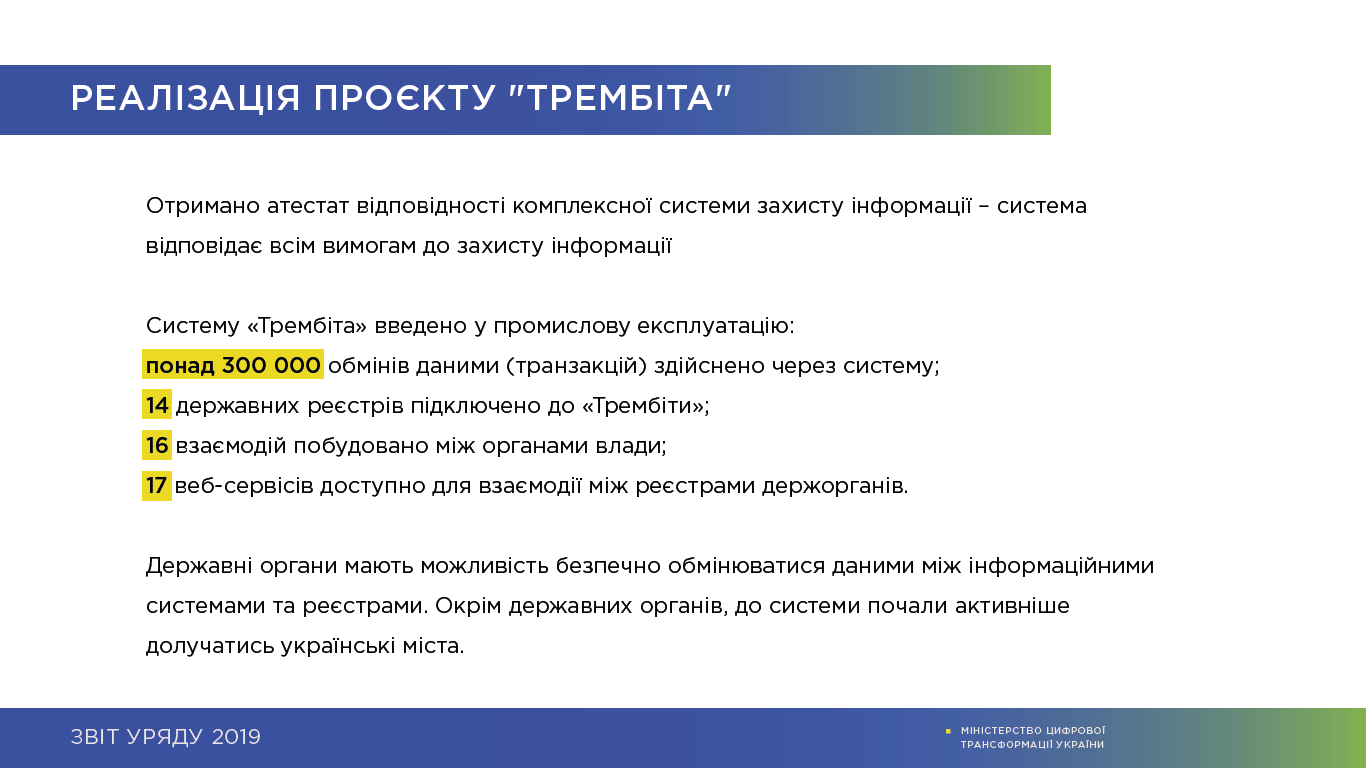 РЕАЛІЗАЦІЯ ПРОЄКТУ "ТРЕМБІТА"
Отримано атестат відповідності комплексної системи захисту інформації – система
відповідає всім вимогам до захисту інформації
Систему «Трембіта» введено у промислову експлуатацію:
понад 300 000 обмінів даними (транзакцій) здійснено через систему;
14 державних реєстрів підключено до «Трембіти»;
16 взаємодій побудовано між органами влади;
17 веб-сервісів доступно для взаємодії між реєстрами держорганів.
Державні органи мають можливість безпечно обмінюватися даними між інформаційними
системами та реєстрами. Окрім державних органів, до системи почали активніше
долучатись українські міста.
ЗВІТ УРЯДУ 2019
МІНІСТЕРСТВО ЦИФРОВОЇ
ТРАНСФОРМАЦІЇ УКРАЇНИ